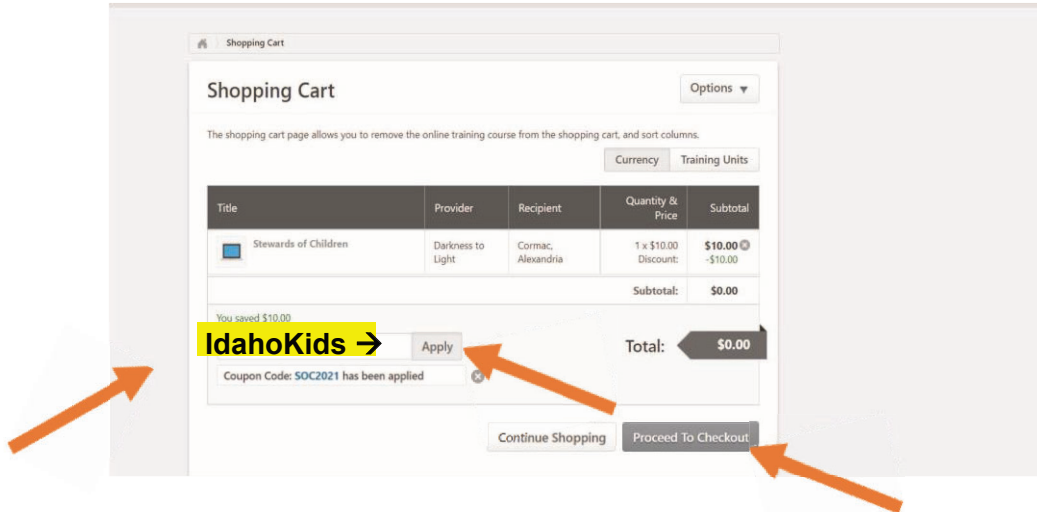 Shopping Cart
Shopping Cart
Options ▼
The shopping cart page allows you to remove the online training course from the shopping cart, and sort columns.
Currency Training Units
Title Provider Recipient Quantity & Price Subtotal
Stewards of Children Darkness to Light Cormac, Alexandria 1 x $10.00 $10.00
Discount: -$10.00
Subtotal: $0.00
You saved $10.00
IdahoKids → Apply Total: $0.00
Coupon Code: SOC2021 has been applied
Continue Shopping Proceed To Checkout